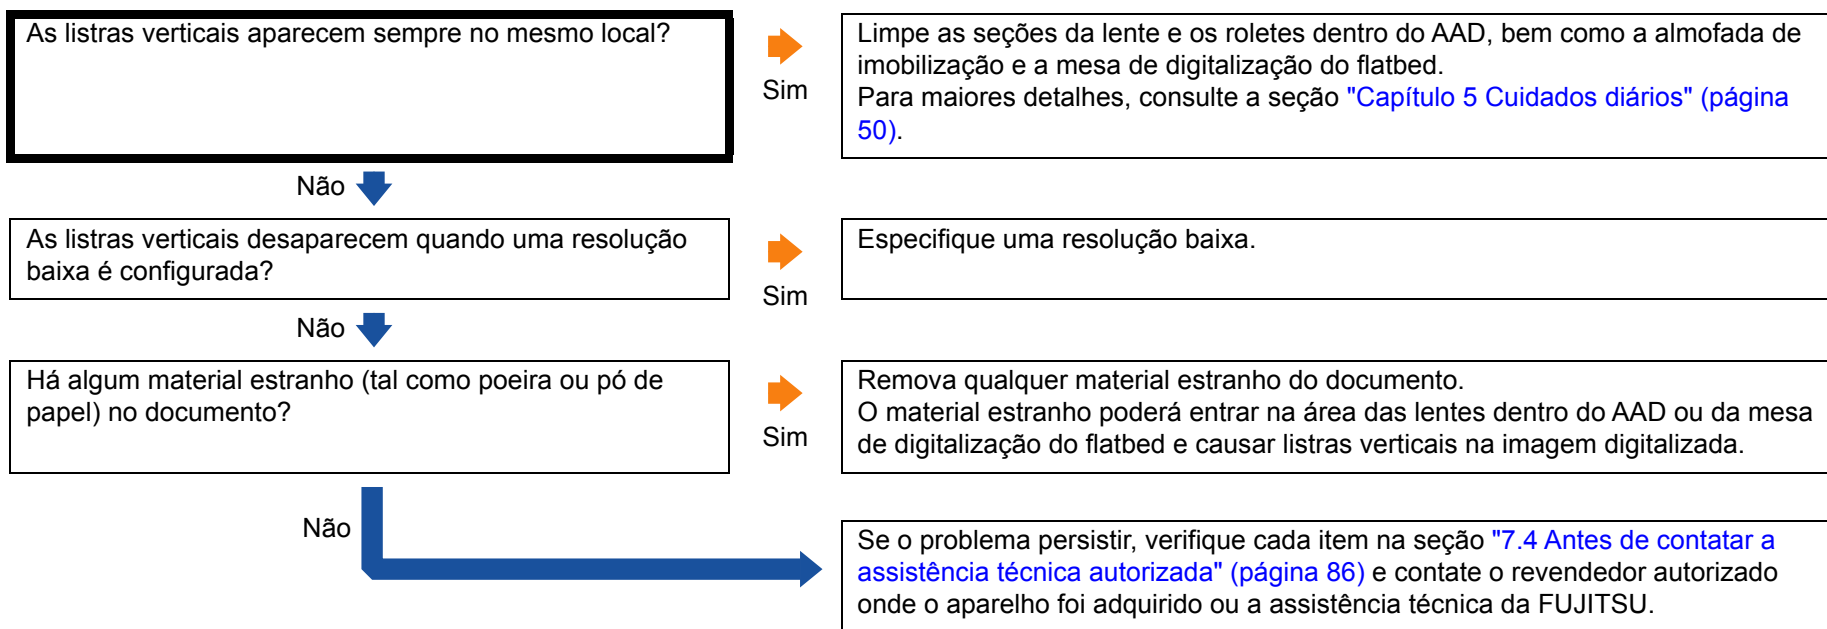 As listras verticais aparecem sempre no mesmo local?
Sim
Limpe as seções da lente e os roletes dentro do AAD, bem como a almofada de
imobilização e a mesa de digitalização do flatbed.
Para maiores detalhes, consulte a seção "Capítulo 5 Cuidados diários" (página
50).
Não
As listras verticais desaparecem quando uma resolução
baixa é configurada?
Sim
Especifique uma resolução baixa.
Não
Há algum material estranho (tal como poeira ou pó de
papel) no documento?
Sim
Remova qualquer material estranho do documento.
O material estranho poderá entrar na área das lentes dentro do AAD ou da mesa
de digitalização do flatbed e causar listras verticais na imagem digitalizada.
Não
Se o problema persistir, verifique cada item na seção "7.4 Antes de contatar a
assistência técnica autorizada" (página 86) e contate o revendedor autorizado
onde o aparelho foi adquirido ou a assistência técnica da FUJITSU.